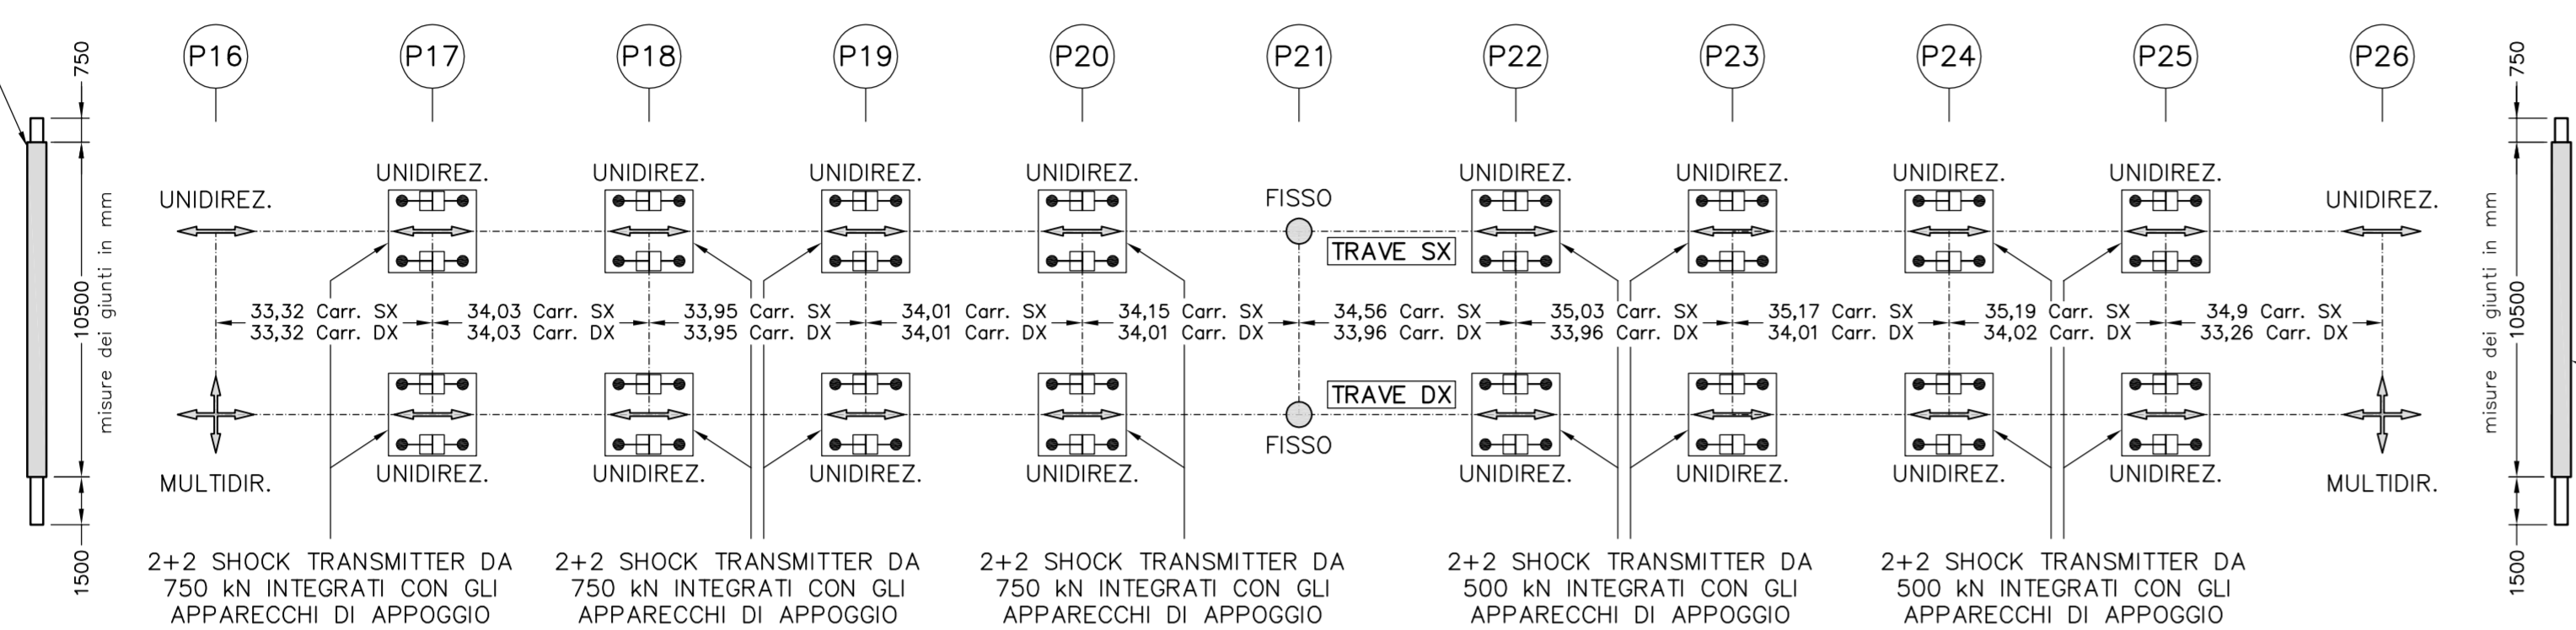 P16
P17
P18
P19
P20
P21
P22
P23
P24
P25
P26
750
10500
1500
misure dei giunti in mm
UNIDIREZ.
UNIDIREZ.
UNIDIREZ.
UNIDIREZ.
UNIDIREZ.
FISSO
UNIDIREZ.
UNIDIREZ.
UNIDIREZ.
UNIDIREZ.
UNIDIREZ.
TRAVE SX
33,32 Carr. SX
33,32 Carr. DX
34,03 Carr. SX
34,03 Carr. DX
33,95 Carr. SX
33,95 Carr. DX
34,01 Carr. SX
34,01 Carr. DX
34,15 Carr. SX
34,01 Carr. DX
34,56 Carr. SX
33,96 Carr. DX
35,03 Carr. SX
33,96 Carr. DX
35,17 Carr. SX
34,01 Carr. DX
35,19 Carr. SX
34,02 Carr. DX
34,9 Carr. SX
33,26 Carr. DX
TRAVE DX
MULTIDIR.
UNIDIREZ.
UNIDIREZ.
UNIDIREZ.
UNIDIREZ.
FISSO
UNIDIREZ.
UNIDIREZ.
UNIDIREZ.
UNIDIREZ.
MULTIDIR.
2+2 SHOCK TRANSMITTER DA
750 kN INTEGRATI CON GLI
APPARECCHI DI APPOGGIO
2+2 SHOCK TRANSMITTER DA
750 kN INTEGRATI CON GLI
APPARECCHI DI APPOGGIO
2+2 SHOCK TRANSMITTER DA
750 kN INTEGRATI CON GLI
APPARECCHI DI APPOGGIO
2+2 SHOCK TRANSMITTER DA
500 kN INTEGRATI CON GLI
APPARECCHI DI APPOGGIO
2+2 SHOCK TRANSMITTER DA
500 kN INTEGRATI CON GLI
APPARECCHI DI APPOGGIO
750
10500
1500
misure dei giunti in mm